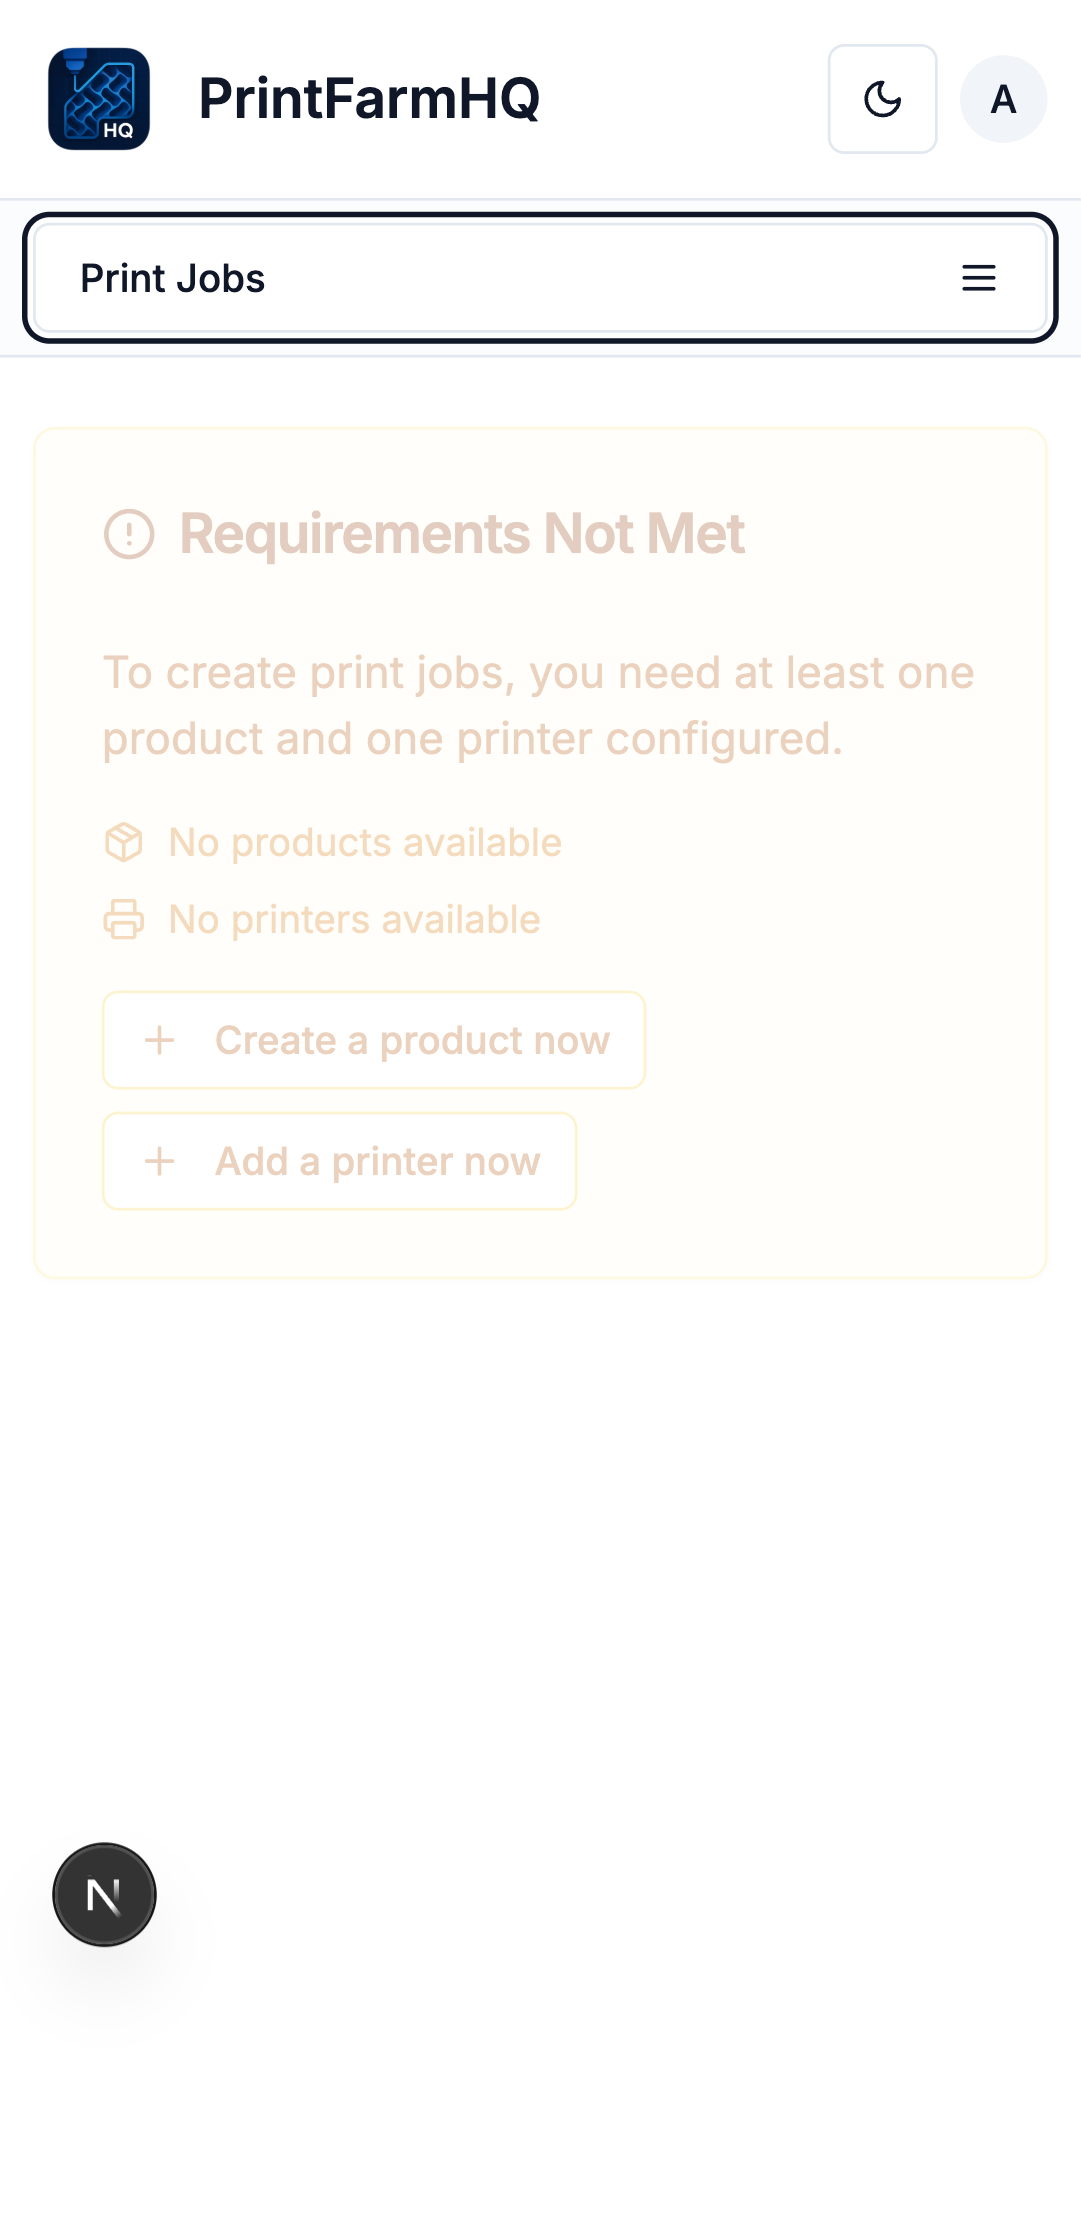 HQ
PrintFarmHQ
A
Print Jobs
Requirements Not Met
To create print jobs, you need at least one
product and one printer configured.
No products available
No printers available
Create a product now
Add a printer now
N